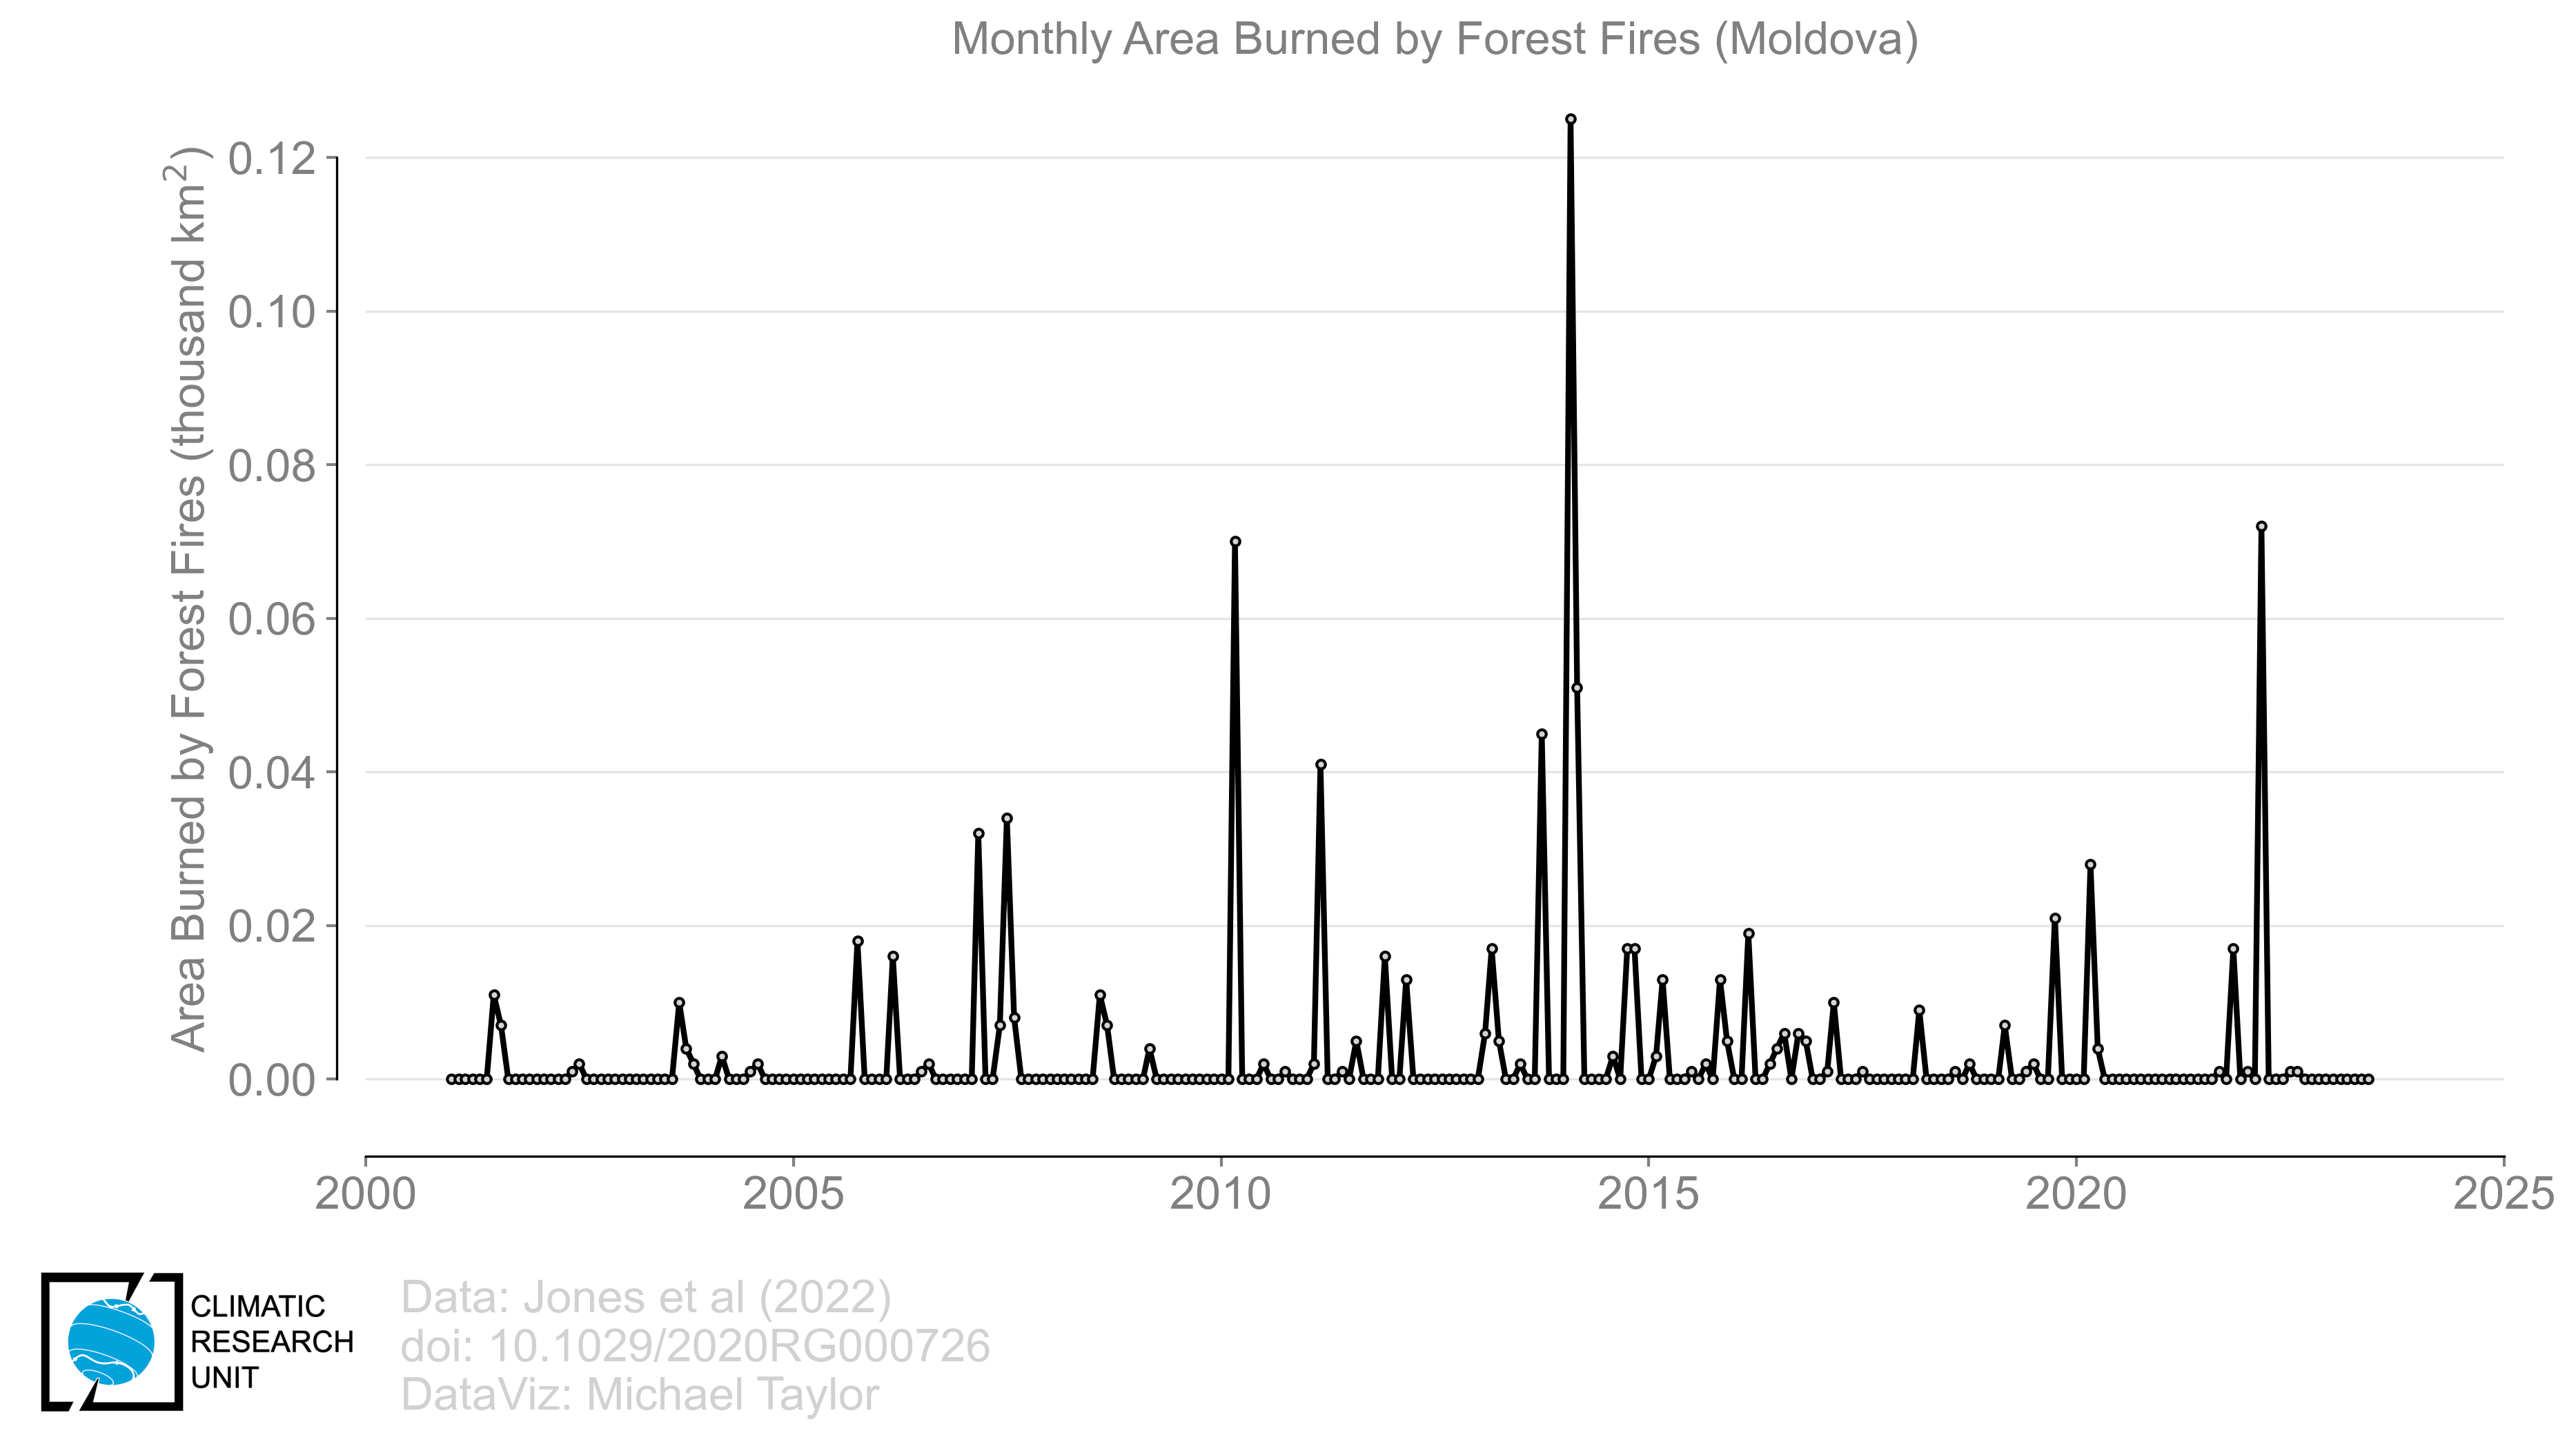 Monthly Area Burned by Forest Fires (Moldova)
Area Burned by Forest Fires (thousand km²)
0.12
0.10
0.08
0.06
0.04
0.02
0.00
2000 2005 2010 2015 2020 2025
CLIMATIC
RESEARCH
UNIT
Data: Jones et al (2022)
doi: 10.1029/2020RG000726
DataViz: Michael Taylor